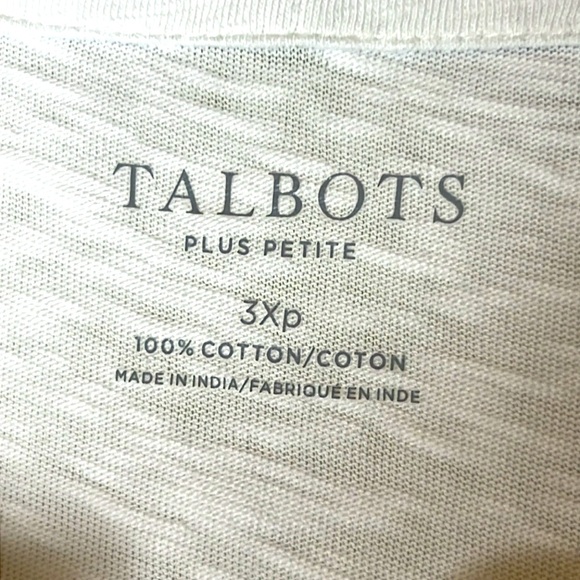 TALBOTS
PLUS PETITE
3Xp
100% COTTON/COTON
MADE IN INDIA/FABRIQUÉ EN INDE